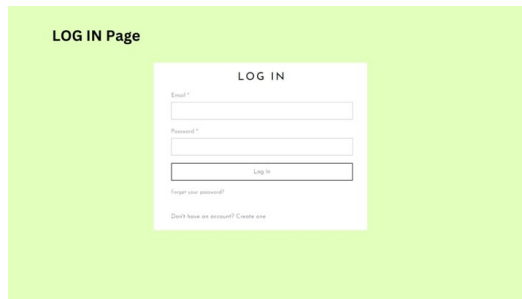 LOG IN Page
LOG IN
Email *
Password *
Log In
Forgot your password?
Don't have an account? Create one